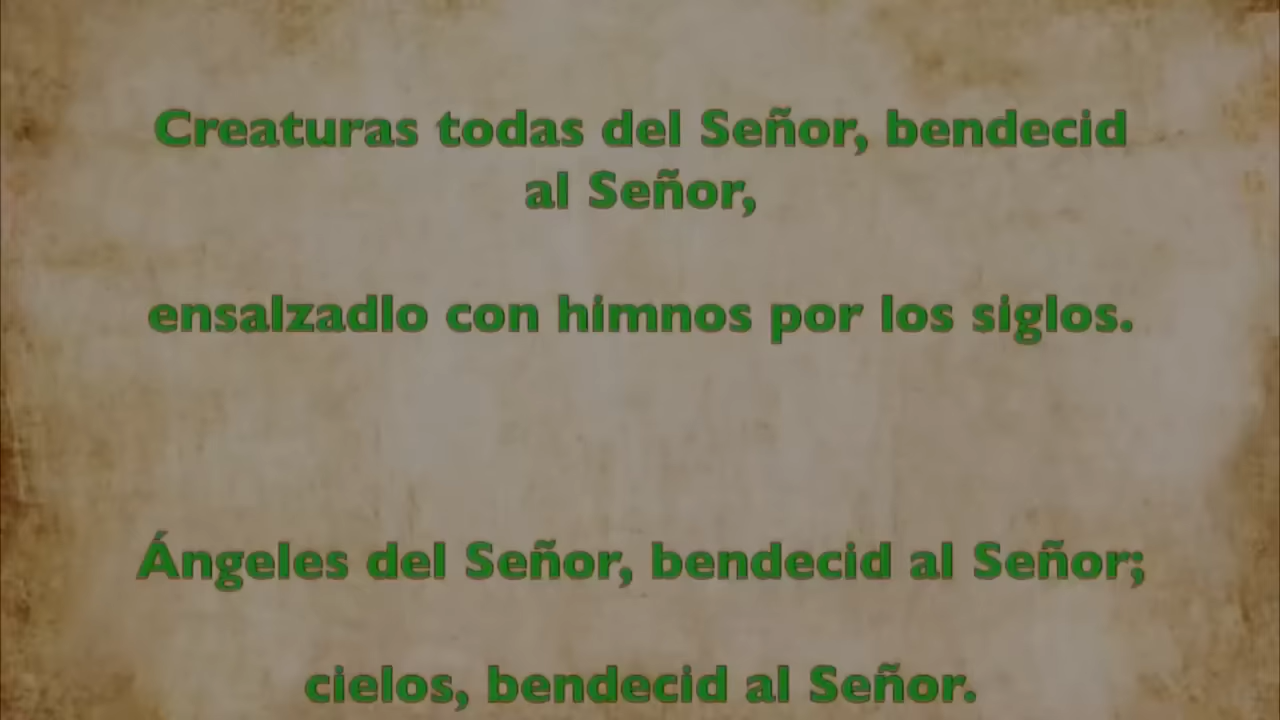 Creaturas todas del Señor, bendecid
al Señor,
ensalzadlo con himnos por los siglos.
Ángeles del Señor, bendecid al Señor;
cielos, bendecid al Señor.